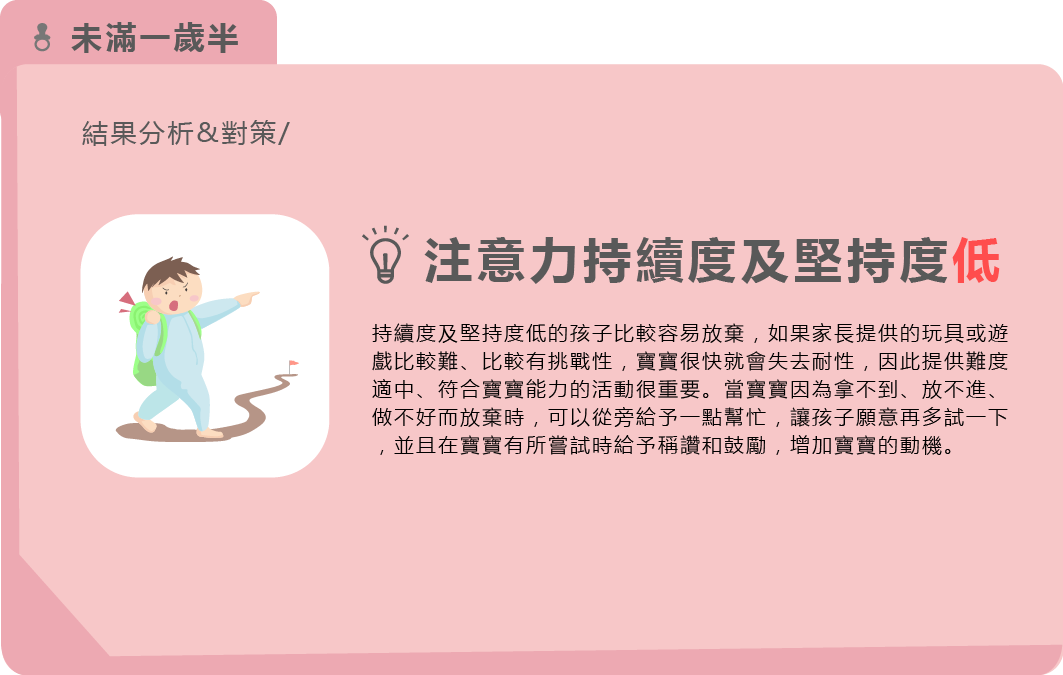 未滿一歲半
結果分析&對策/
注意力持續度及堅持度低
持續度及堅持度低的孩子比較容易放棄，如果家長提供的玩具或遊
戲比較難、比較有挑戰性，寶寶很快就會失去耐性，因此提供難度
適中、符合寶寶能力的活動很重要。當寶寶因為拿不到、放不進、
做不好而放棄時，可以從旁給予一點幫忙，讓孩子願意再多試一下
，並且在寶寶有所嘗試時給予稱讚和鼓勵，增加寶寶的動機。